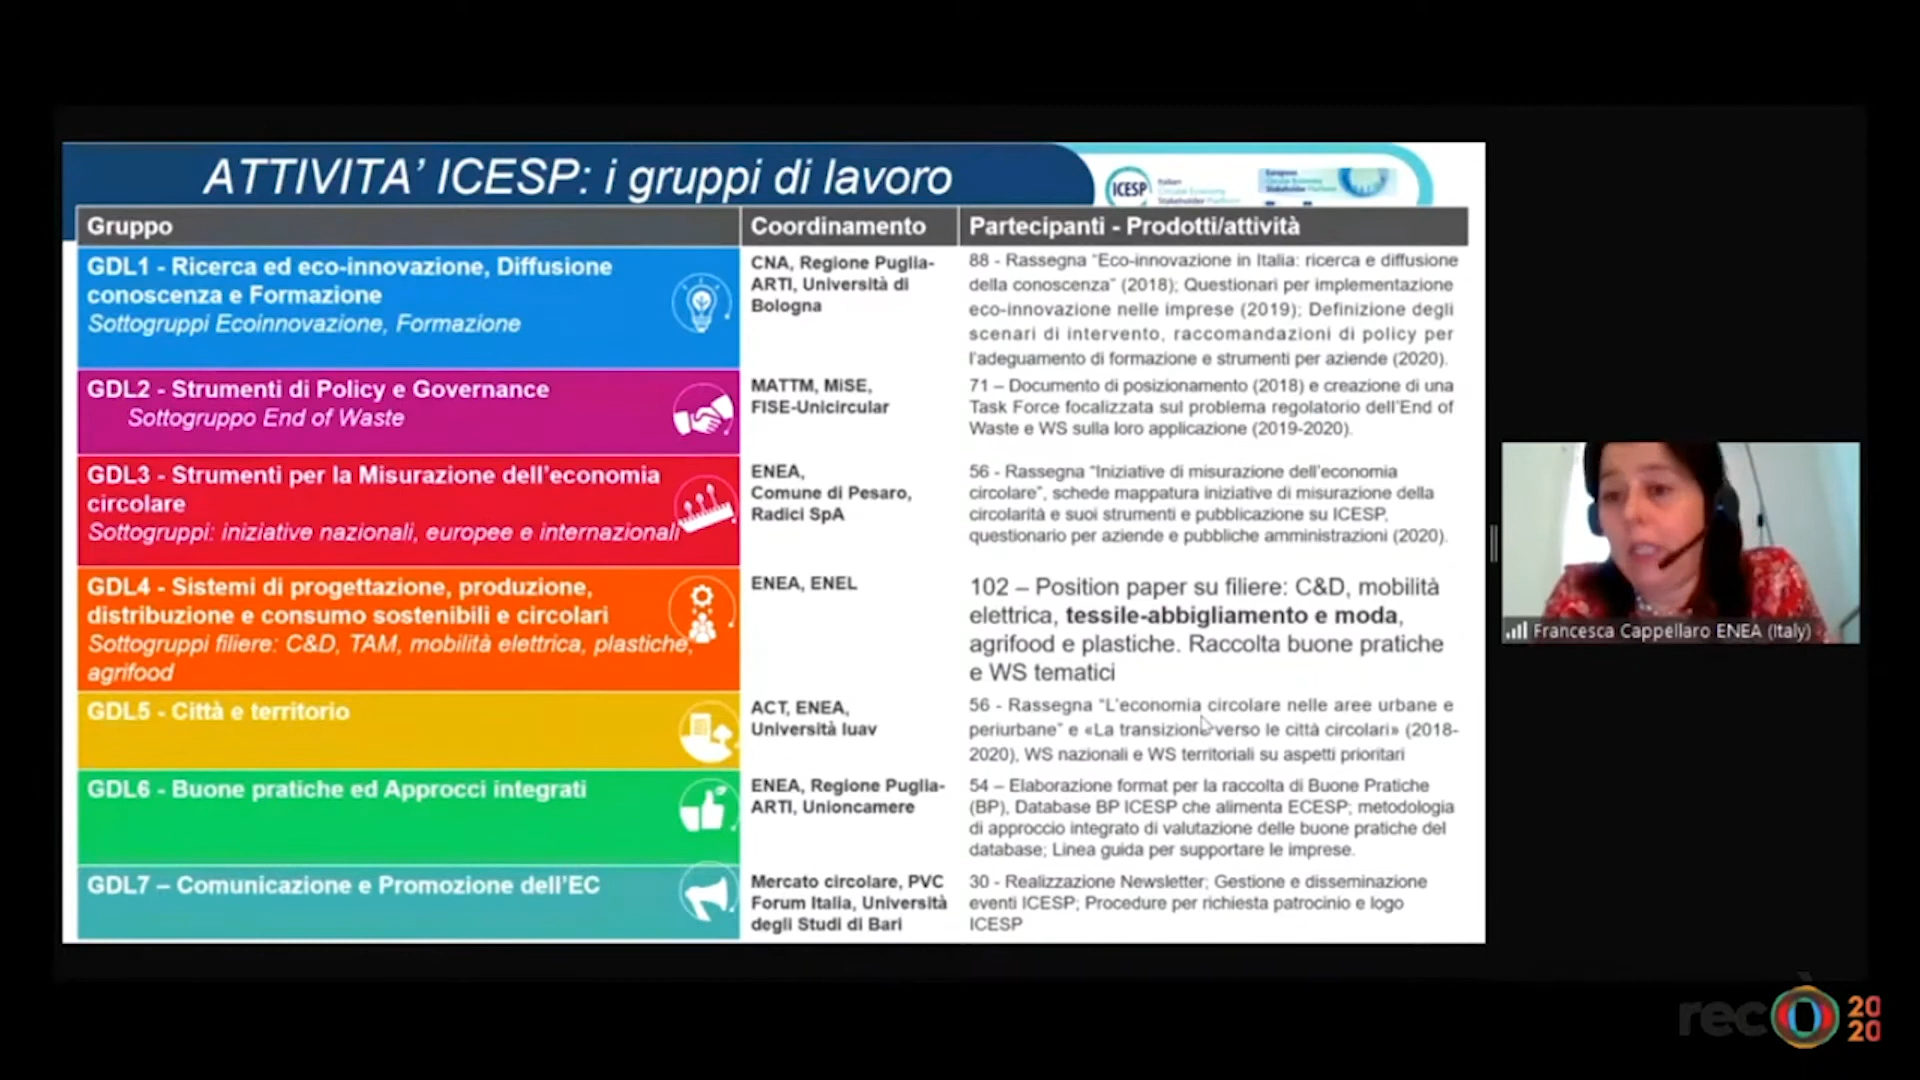 ATTIVITA' ICESP: i gruppi di lavoro
ICESP
Italian
Circular Economy
Stakeholder Platform
European
Circular Economy
Stakeholder Platform
Gruppo
Coordinamento
Partecipanti - Prodotti/attività
GDL1 - Ricerca ed eco-innovazione, Diffusione
conoscenza e Formazione
Sottogruppi Ecoinnovazione, Formazione
CNA, Regione Puglia-
ARTI, Università di
Bologna
88 - Rassegna "Eco-innovazione in Italia: ricerca e diffusione
della conoscenza" (2018); Questionari per implementazione
eco-innovazione nelle imprese (2019); Definizione degli
scenari di intervento, raccomandazioni di policy per
l'adeguamento di formazione e strumenti per aziende (2020).
GDL2 - Strumenti di Policy e Governance
Sottogruppo End of Waste
MATTM, MiSE,
FISE-Unicircular
71 – Documento di posizionamento (2018) e creazione di una
Task Force focalizzata sul problema regolatorio dell'End of
Waste e WS sulla loro applicazione (2019-2020).
GDL3 - Strumenti per la Misurazione dell'economia
circolare
Sottogruppi: iniziative nazionali, europee e internazionali
ENEA,
Comune di Pesaro,
Radici SpA
56 - Rassegna "Iniziative di misurazione dell'economia
circolare", schede mappatura iniziative di misurazione della
circolarità e suoi strumenti e pubblicazione su ICESP,
questionario per aziende e pubbliche amministrazioni (2020).
GDL4 - Sistemi di progettazione, produzione,
distribuzione e consumo sostenibili e circolari
Sottogruppi filiere: C&D, TAM, mobilità elettrica, plastiche,
agrifood
ENEA, ENEL
102 – Position paper su filiere: C&D, mobilità
elettrica, tessile-abbigliamento e moda,
agrifood e plastiche. Raccolta buone pratiche
e WS tematici
GDL5 - Città e territorio
ACT, ENEA,
Università Iuav
56 - Rassegna "L'economia circolare nelle aree urbane e
periurbane" e «La transizione verso le città circolari» (2018-
2020), WS nazionali e WS territoriali su aspetti prioritari
GDL6 - Buone pratiche ed Approcci integrati
ENEA, Regione Puglia-
ARTI, Unioncamere
54 – Elaborazione format per la raccolta di Buone Pratiche
(BP), Database BP ICESP che alimenta ECESP; metodologia
di approccio integrato di valutazione delle buone pratiche del
database; Linea guida per supportare le imprese.
GDL7 – Comunicazione e Promozione dell'EC
Mercato circolare, PVC
Forum Italia, Università
degli Studi di Bari
30 - Realizzazione Newsletter; Gestione e disseminazione
eventi ICESP; Procedure per richiesta patrocinio e logo
ICESP
Francesca Cappellaro ENEA (Italy)
recò
20
20